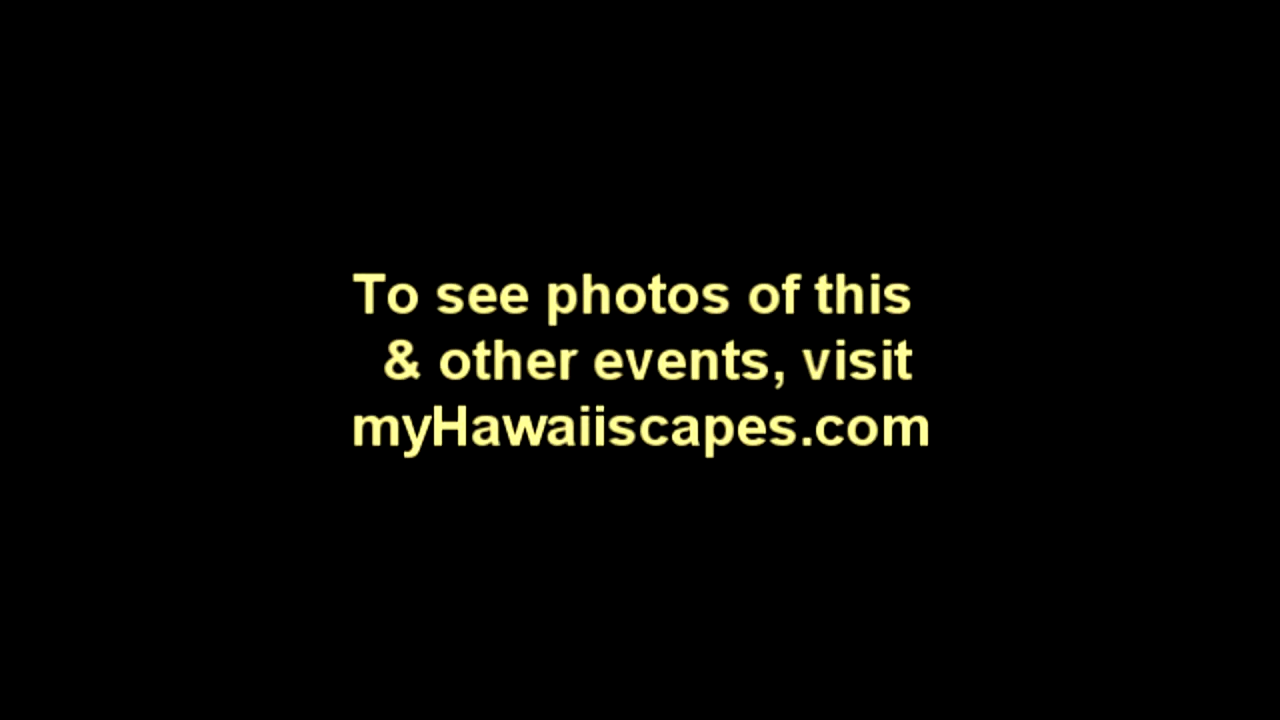 To see photos of this
& other events, visit
myHawaiiscapes.com